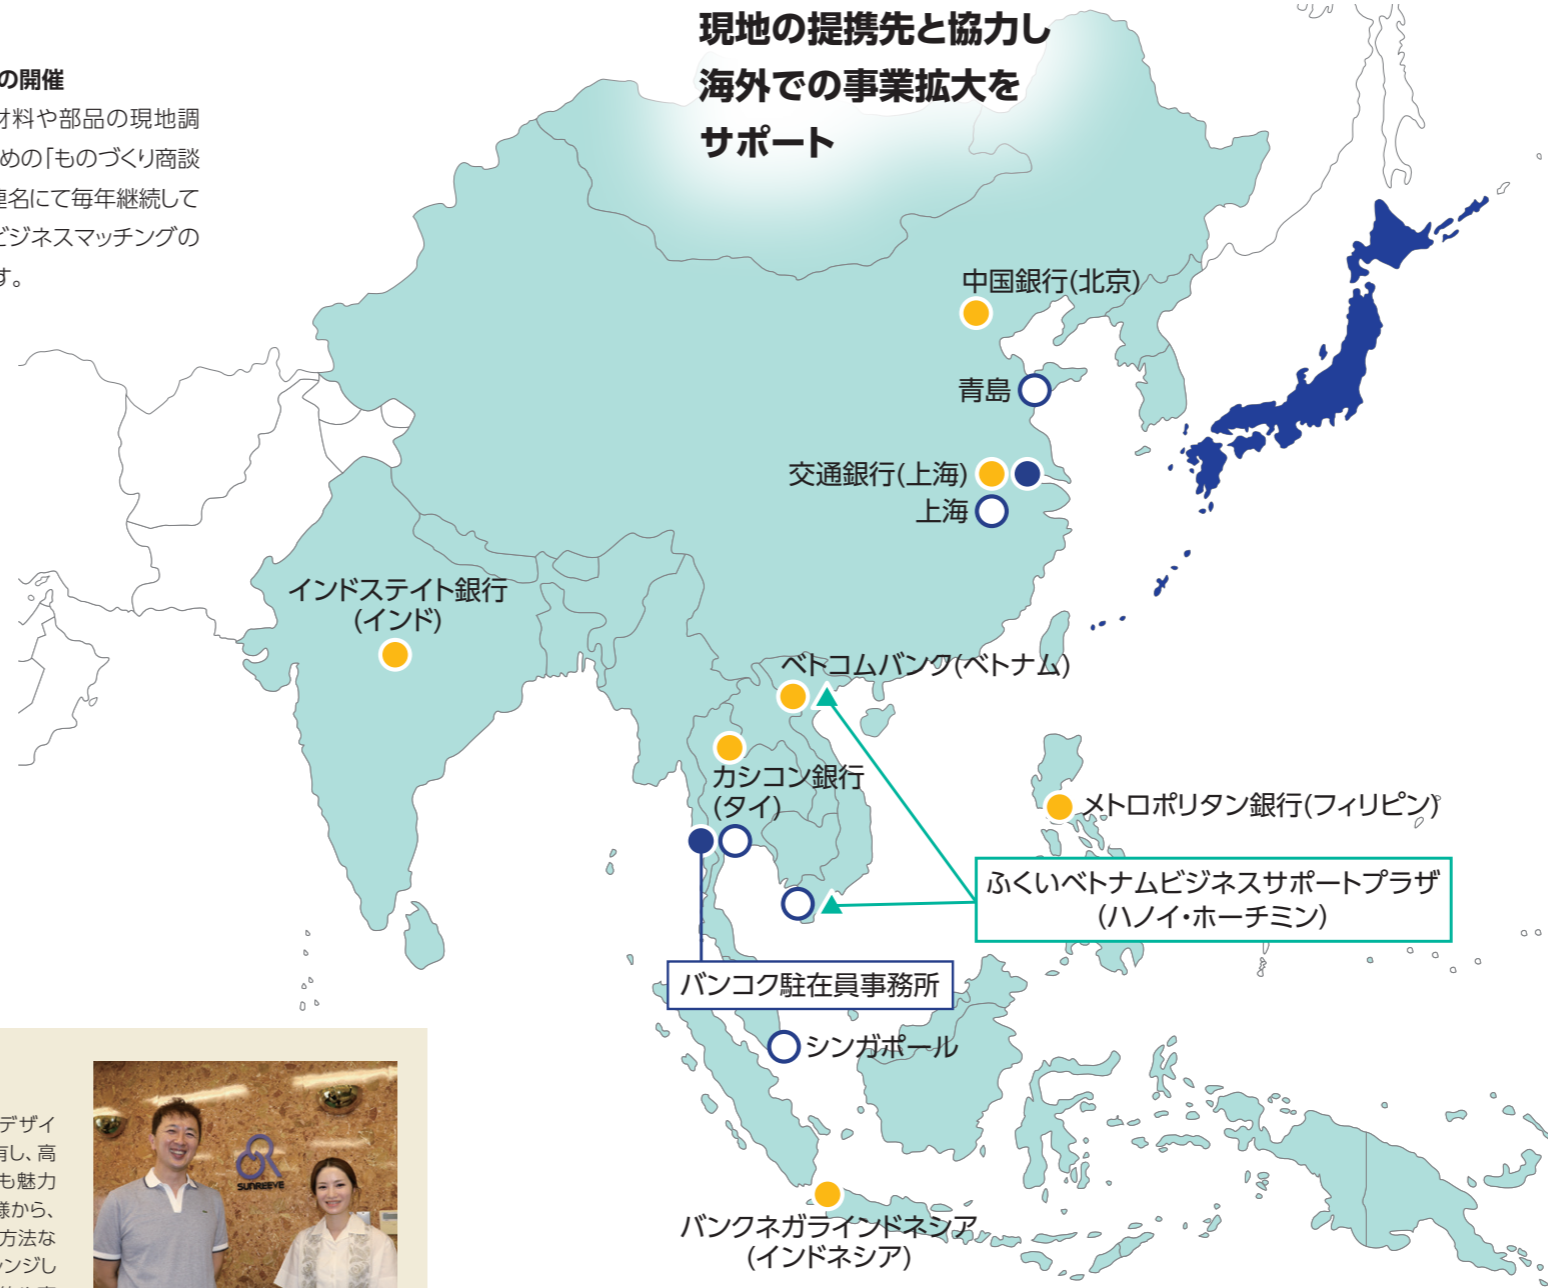 現地の提携先と協力し
海外での事業拡大を
サポート
の開催
材料や部品の現地調
めの「ものづくり商談
連名にて毎年継続して
ビジネスマッチングの
す。
中国銀行(北京)
青島
交通銀行(上海)
上海
インドステイト銀行
(インド)
ベトコムバンク(ベトナム)
カシコン銀行
(タイ)
メトロポリタン銀行(フィリピン)
ふくいベトナムビジネスサポートプラザ
(ハノイ・ホーチミン)
バンコク駐在員事務所
シンガポール
バンクネガラインドネシア
(インドネシア)
デザイ
有し、高
も魅力
様から、
方法な
ンジし
SUNREEVE